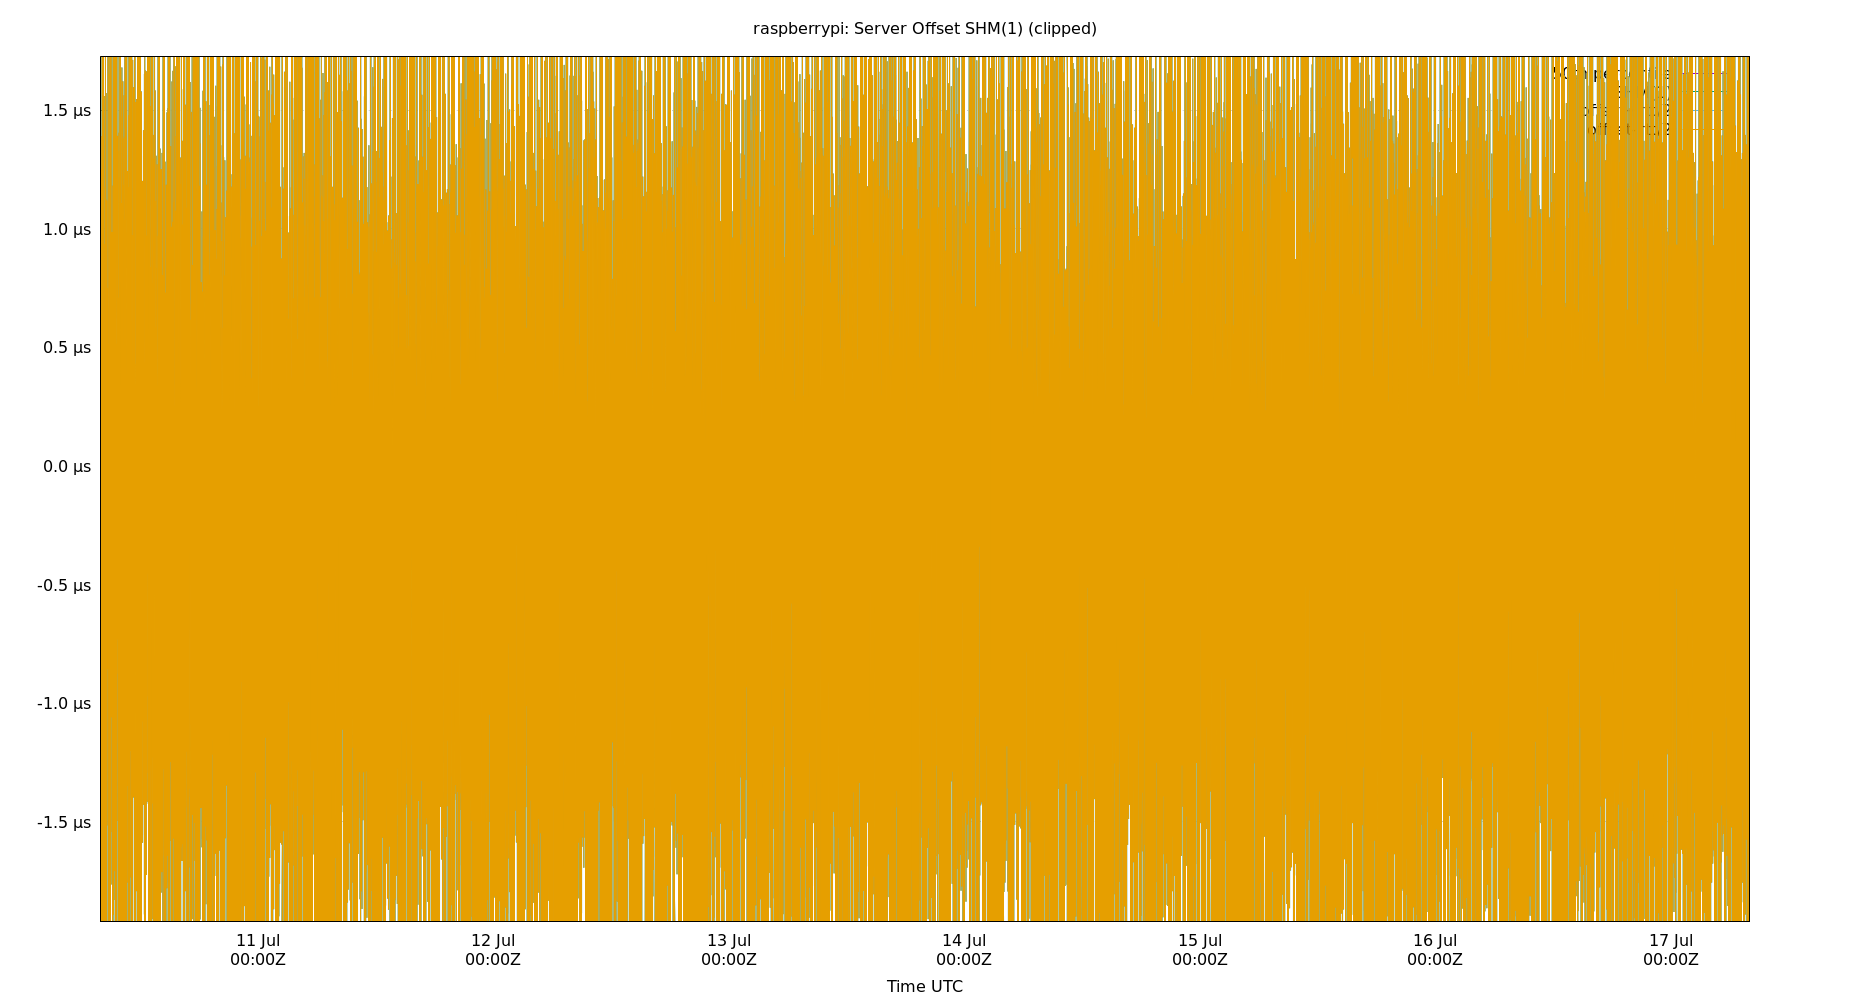 raspberrypi: Server Offset SHM(1) (clipped)
1.5 μs
1.0 μs
0.5 μs
0.0 μs
-0.5 μs
-1.0 μs
-1.5 μs
11 Jul
00:00Z
12 Jul
00:00Z
13 Jul
00:00Z
14 Jul
00:00Z
15 Jul
00:00Z
16 Jul
00:00Z
17 Jul
00:00Z
Time UTC